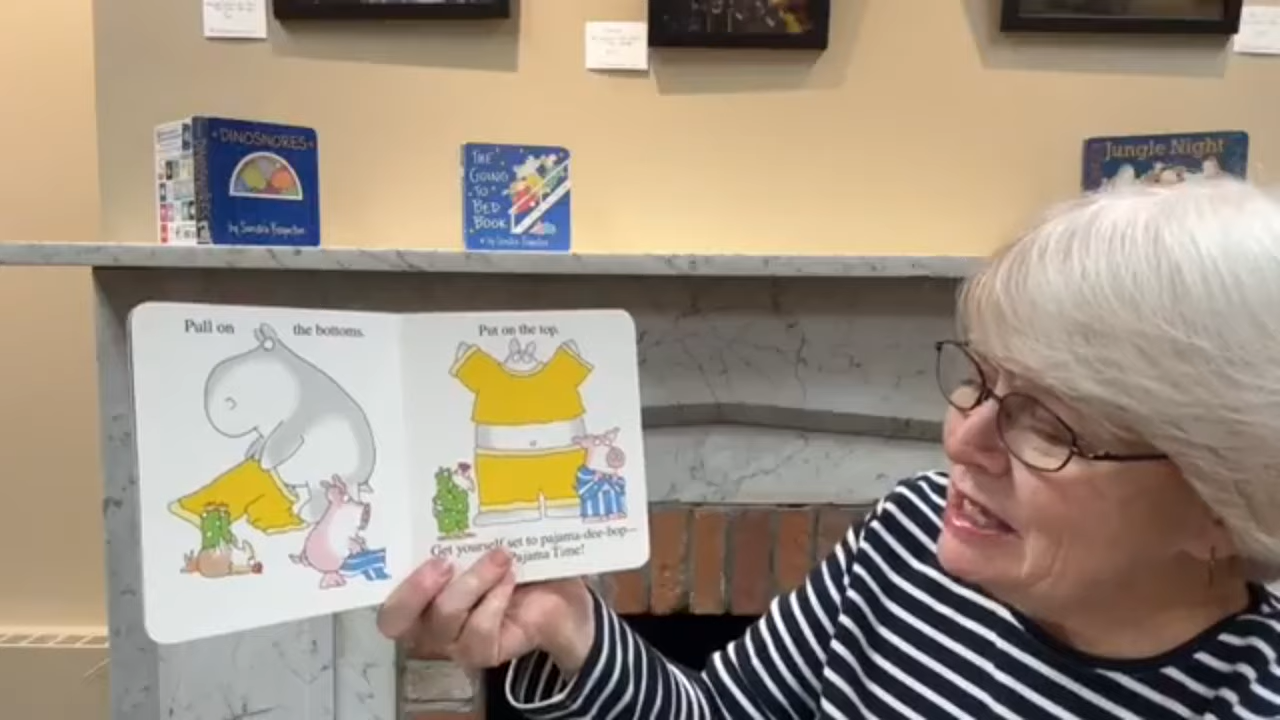 DINOSNORES
by Sandra Boynton
DINOSNORES
THE
GOING
TO
BED
BOOK
by Sandra Boynton
Jungle Night
Pull on the bottoms.
Put on the top.
Get yourself set to pajama-dee-bop—
Pajama Time!